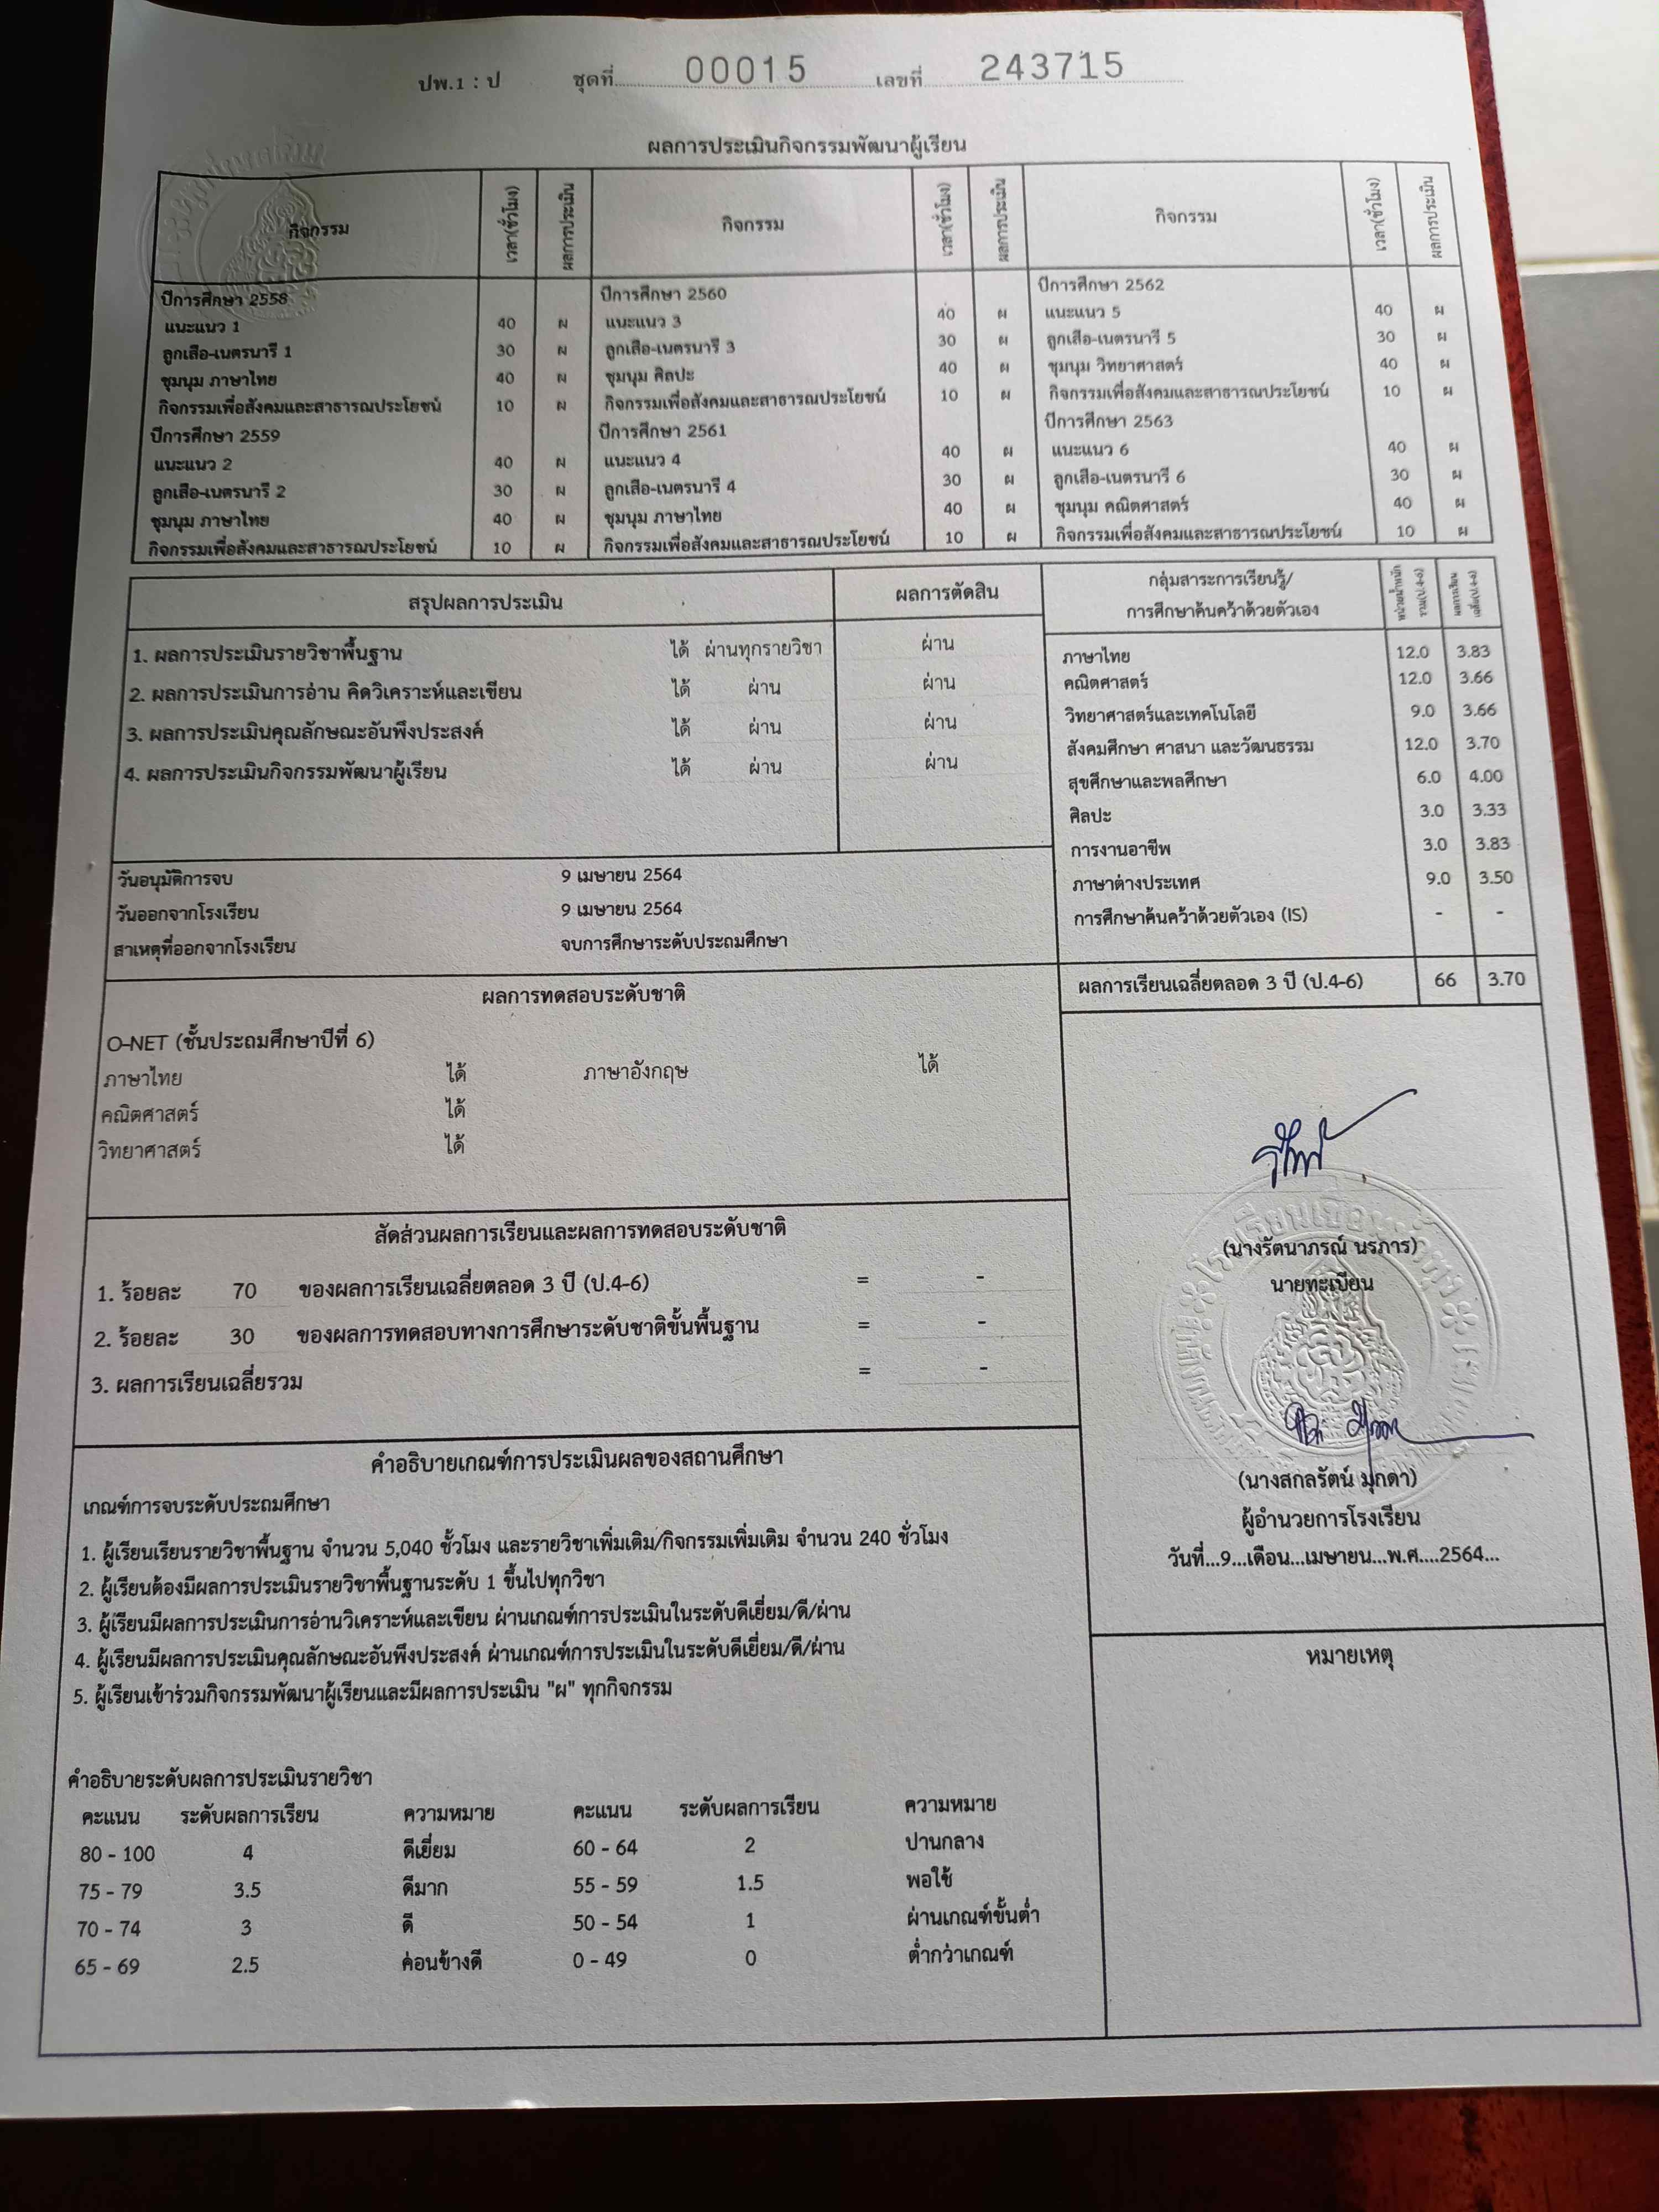 ปพ.1 : ป ชุดที่ 00015 เลขที่ 243715
ผลการประเมินกิจกรรมพัฒนาผู้เรียน
กิจกรรม เวลา(ชั่วโมง) ผลการประเมิน กิจกรรม เวลา(ชั่วโมง) ผลการประเมิน กิจกรรม เวลา(ชั่วโมง) ผลการประเมิน
ปีการศึกษา 2558 ปีการศึกษา 2560 ปีการศึกษา 2562
แนะแนว 1 40 ผ แนะแนว 3 40 ผ แนะแนว 5 40 ผ
ลูกเสือ-เนตรนารี 1 30 ผ ลูกเสือ-เนตรนารี 3 30 ผ ลูกเสือ-เนตรนารี 5 30 ผ
ชุมนุม ภาษาไทย 40 ผ ชุมนุม ศิลปะ 40 ผ ชุมนุม วิทยาศาสตร์ 40 ผ
กิจกรรมเพื่อสังคมและสาธารณประโยชน์ 10 ผ กิจกรรมเพื่อสังคมและสาธารณประโยชน์ 10 ผ กิจกรรมเพื่อสังคมและสาธารณประโยชน์ 10 ผ
ปีการศึกษา 2559 ปีการศึกษา 2561 ปีการศึกษา 2563
แนะแนว 2 40 ผ แนะแนว 4 40 ผ แนะแนว 6 40 ผ
ลูกเสือ-เนตรนารี 2 30 ผ ลูกเสือ-เนตรนารี 4 30 ผ ลูกเสือ-เนตรนารี 6 30 ผ
ชุมนุม ภาษาไทย 40 ผ ชุมนุม ภาษาไทย 40 ผ ชุมนุม คณิตศาสตร์ 40 ผ
กิจกรรมเพื่อสังคมและสาธารณประโยชน์ 10 ผ กิจกรรมเพื่อสังคมและสาธารณประโยชน์ 10 ผ กิจกรรมเพื่อสังคมและสาธารณประโยชน์ 10 ผ
สรุปผลการประเมิน ผลการตัดสิน
1. ผลการประเมินรายวิชาพื้นฐาน ได้ ผ่านทุกรายวิชา ผ่าน
2. ผลการประเมินการอ่าน คิดวิเคราะห์และเขียน ได้ ผ่าน ผ่าน
3. ผลการประเมินคุณลักษณะอันพึงประสงค์ ได้ ผ่าน ผ่าน
4. ผลการประเมินกิจกรรมพัฒนาผู้เรียน ได้ ผ่าน ผ่าน
วันอนุมัติการจบ 9 เมษายน 2564
วันออกจากโรงเรียน 9 เมษายน 2564
สาเหตุที่ออกจากโรงเรียน จบการศึกษาระดับประถมศึกษา
กลุ่มสาระการเรียนรู้/
การศึกษาค้นคว้าด้วยตัวเอง
หน่วยน้ำหนัก
รวม(ป.4-6)
ผลการเรียน
เฉลี่ย(ป.4-6)
ภาษาไทย 12.0 3.83
คณิตศาสตร์ 12.0 3.66
วิทยาศาสตร์และเทคโนโลยี 9.0 3.66
สังคมศึกษา ศาสนา และวัฒนธรรม 12.0 3.70
สุขศึกษาและพลศึกษา 6.0 4.00
ศิลปะ 3.0 3.33
การงานอาชีพ 3.0 3.83
ภาษาต่างประเทศ 9.0 3.50
การศึกษาค้นคว้าด้วยตัวเอง (IS) - -
ผลการเรียนเฉลี่ยตลอด 3 ปี (ป.4-6) 66 3.70
ผลการทดสอบระดับชาติ
O-NET (ชั้นประถมศึกษาปีที่ 6)
ภาษาไทย ได้ ภาษาอังกฤษ ได้
คณิตศาสตร์ ได้
วิทยาศาสตร์ ได้
สัดส่วนผลการเรียนและผลการทดสอบระดับชาติ
1. ร้อยละ 70 ของผลการเรียนเฉลี่ยตลอด 3 ปี (ป.4-6) = -
2. ร้อยละ 30 ของผลการทดสอบทางการศึกษาระดับชาติขั้นพื้นฐาน = -
3. ผลการเรียนเฉลี่ยรวม = -
(นางรัตนาภรณ์ นรภาร)
นายทะเบียน
(นางสกลรัตน์ มุกดา)
ผู้อำนวยการโรงเรียน
วันที่...9...เดือน...เมษายน...พ.ศ....2564...
คำอธิบายเกณฑ์การประเมินผลของสถานศึกษา
เกณฑ์การจบระดับประถมศึกษา
1. ผู้เรียนเรียนรายวิชาพื้นฐาน จำนวน 5,040 ชั้วโมง และรายวิชาเพิ่มเติม/กิจกรรมเพิ่มเติม จำนวน 240 ชั่วโมง
2. ผู้เรียนต้องมีผลการประเมินรายวิชาพื้นฐานระดับ 1 ขึ้นไปทุกวิชา
3. ผู้เรียนมีผลการประเมินการอ่านวิเคราะห์และเขียน ผ่านเกณฑ์การประเมินในระดับดีเยี่ยม/ดี/ผ่าน
4. ผู้เรียนมีผลการประเมินคุณลักษณะอันพึงประสงค์ ผ่านเกณฑ์การประเมินในระดับดีเยี่ยม/ดี/ผ่าน
5. ผู้เรียนเข้าร่วมกิจกรรมพัฒนาผู้เรียนและมีผลการประเมิน "ผ" ทุกกิจกรรม
หมายเหตุ
คำอธิบายระดับผลการประเมินรายวิชา
คะแนน ระดับผลการเรียน ความหมาย คะแนน ระดับผลการเรียน ความหมาย
80 - 100 4 ดีเยี่ยม 60 - 64 2 ปานกลาง
75 - 79 3.5 ดีมาก 55 - 59 1.5 พอใช้
70 - 74 3 ดี 50 - 54 1 ผ่านเกณฑ์ขั้นต่ำ
65 - 69 2.5 ค่อนข้างดี 0 - 49 0 ต่ำกว่าเกณฑ์